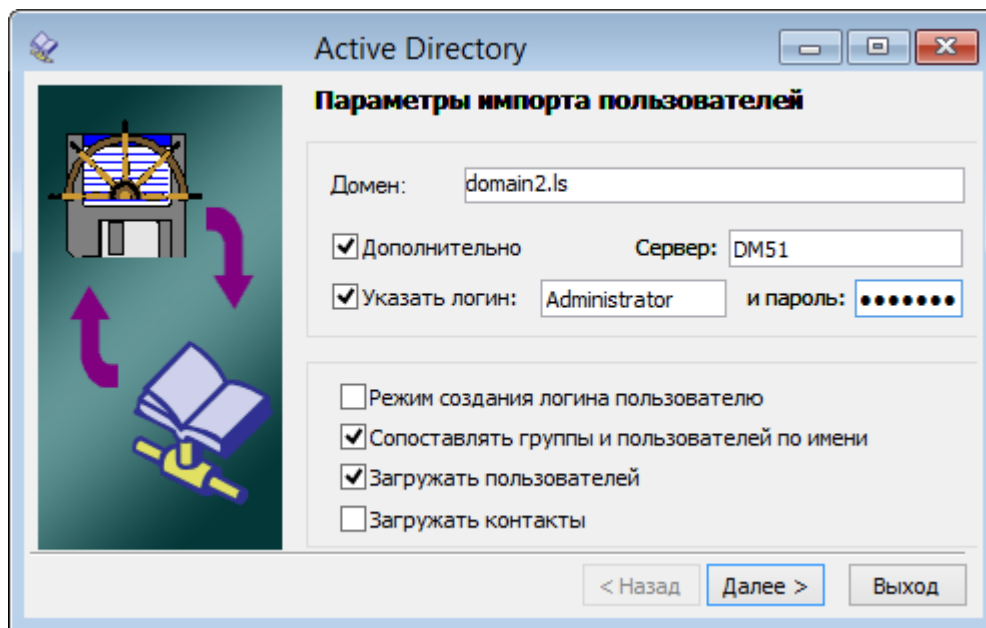 Active Directory
Параметры импорта пользователей
Домен: domain2.ls
Дополнительно Сервер: DM51
Указать логин: Administrator и пароль: •••••••
Режим создания логина пользователю
Сопоставлять группы и пользователей по имени
Загружать пользователей
Загружать контакты
< Назад Далее > Выход